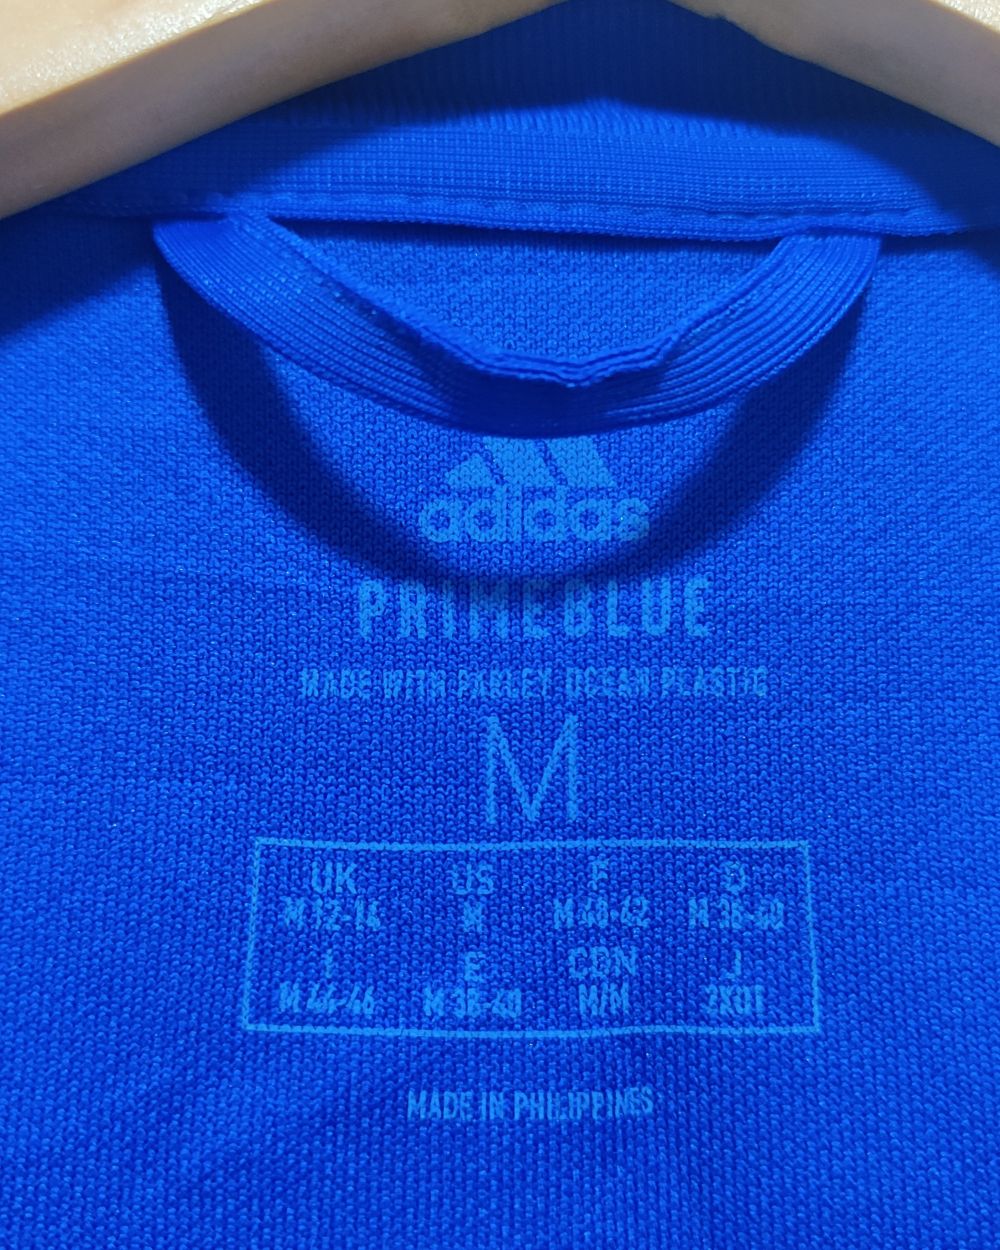 adidas
PRIMEBLUE
MADE WITH PARLEY OCEAN PLASTIC
M
UK US F D
M 12-14 M M 40-42 M 36-40
I E CDN J
M 44-46 M 38-40 M/M 2XOT
MADE IN PHILIPPINES